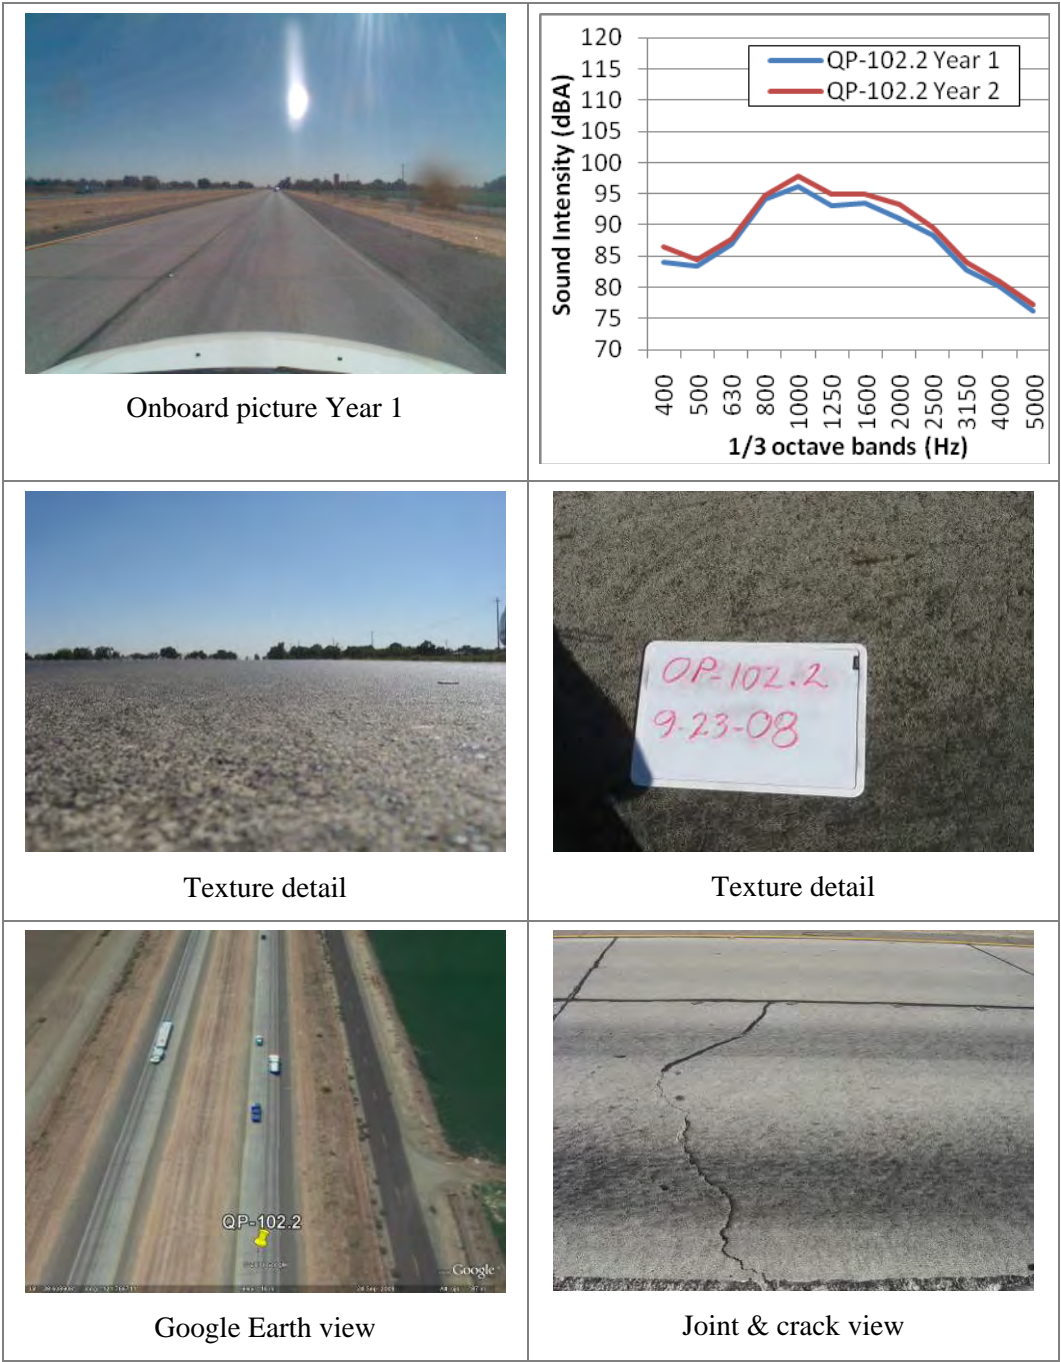 120
115
110
105
100
95
90
85
80
75
70
Sound Intensity (dBA)
QP-102.2 Year 1
QP-102.2 Year 2
400
500
630
800
1000
1250
1600
2000
2500
3150
4000
5000
1/3 octave bands (Hz)
Onboard picture Year 1
QP-102.2
9-23-08
Texture detail
Texture detail
QP-102.2
Google
Google Earth view
Joint & crack view